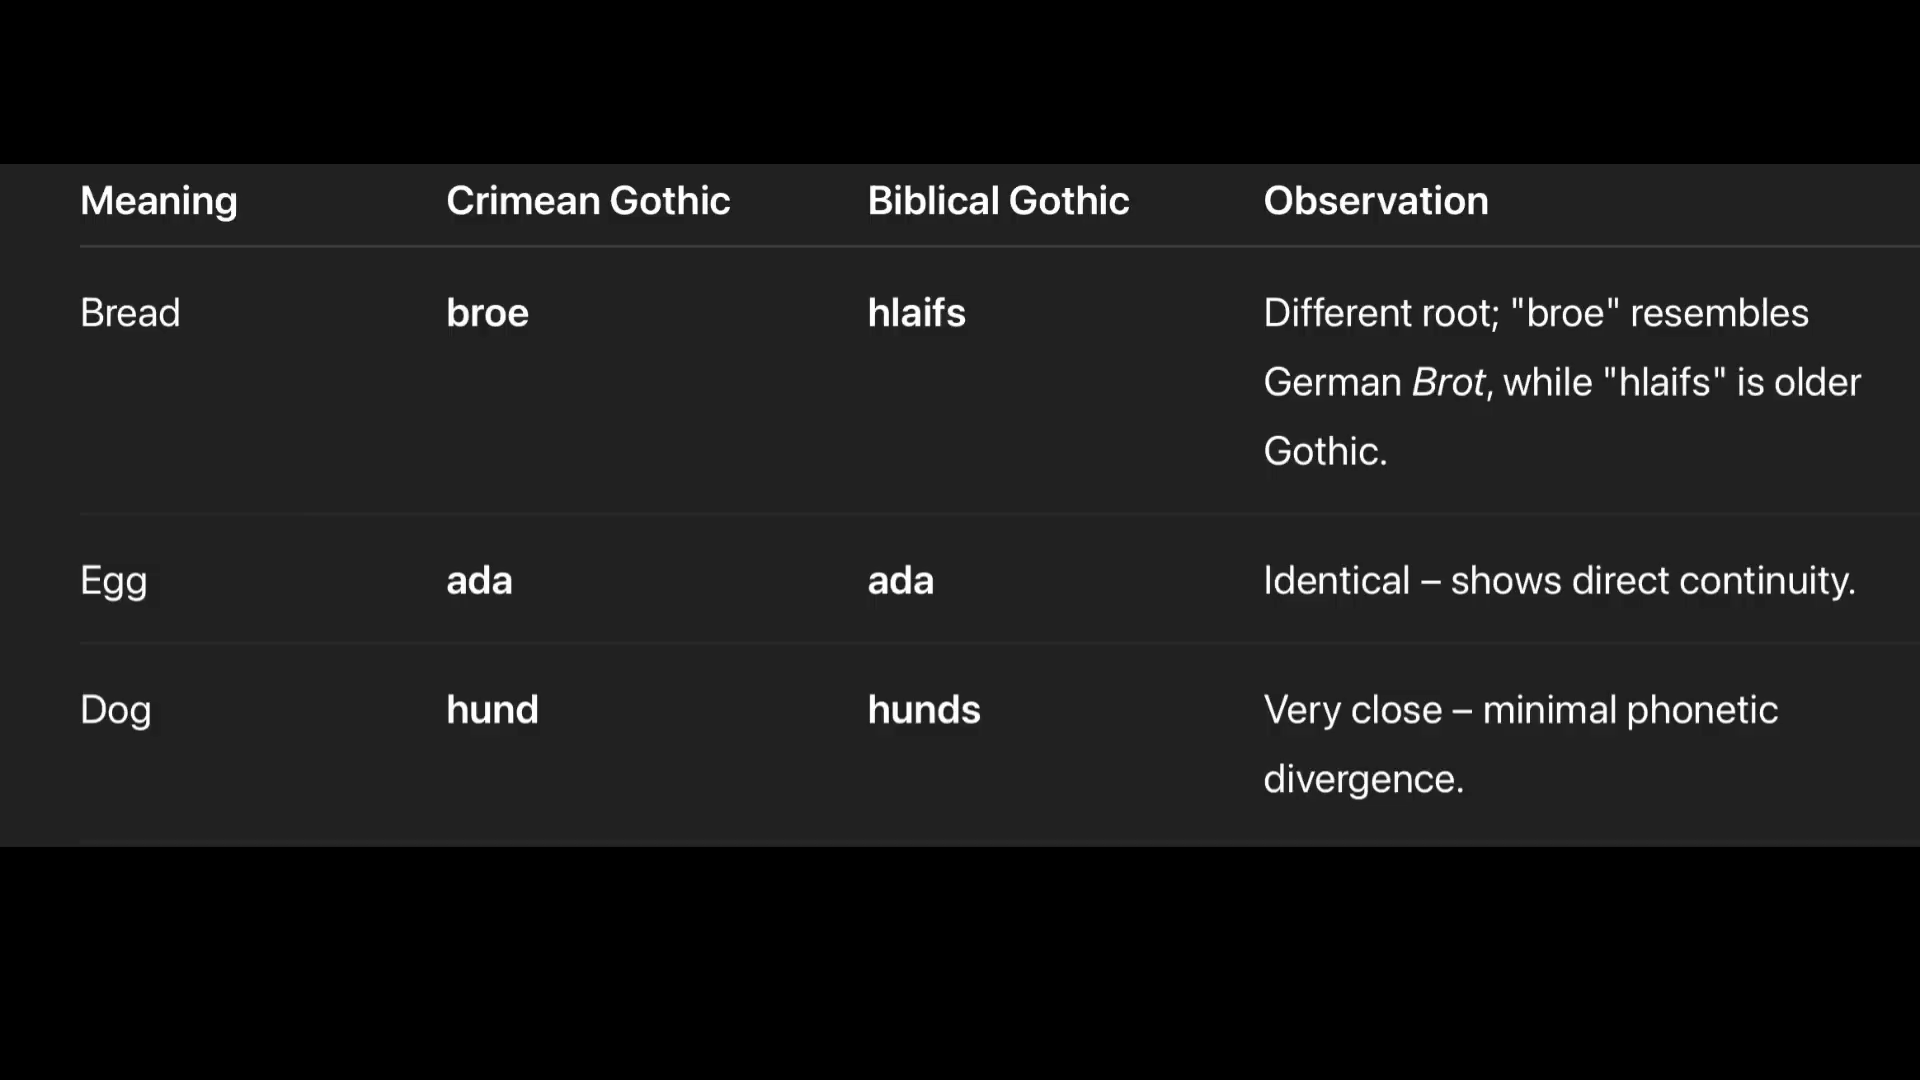 Meaning Crimean Gothic Biblical Gothic Observation
Bread broe hlaifs Different root; "broe" resembles
German Brot, while "hlaifs" is older
Gothic.
Egg ada ada Identical – shows direct continuity.
Dog hund hunds Very close – minimal phonetic
divergence.